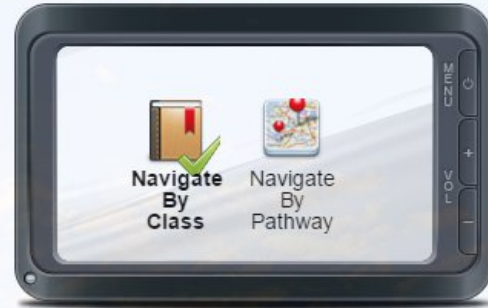 Navigate
By
Class
Navigate
By
Pathway
MENU
+
VOL
-